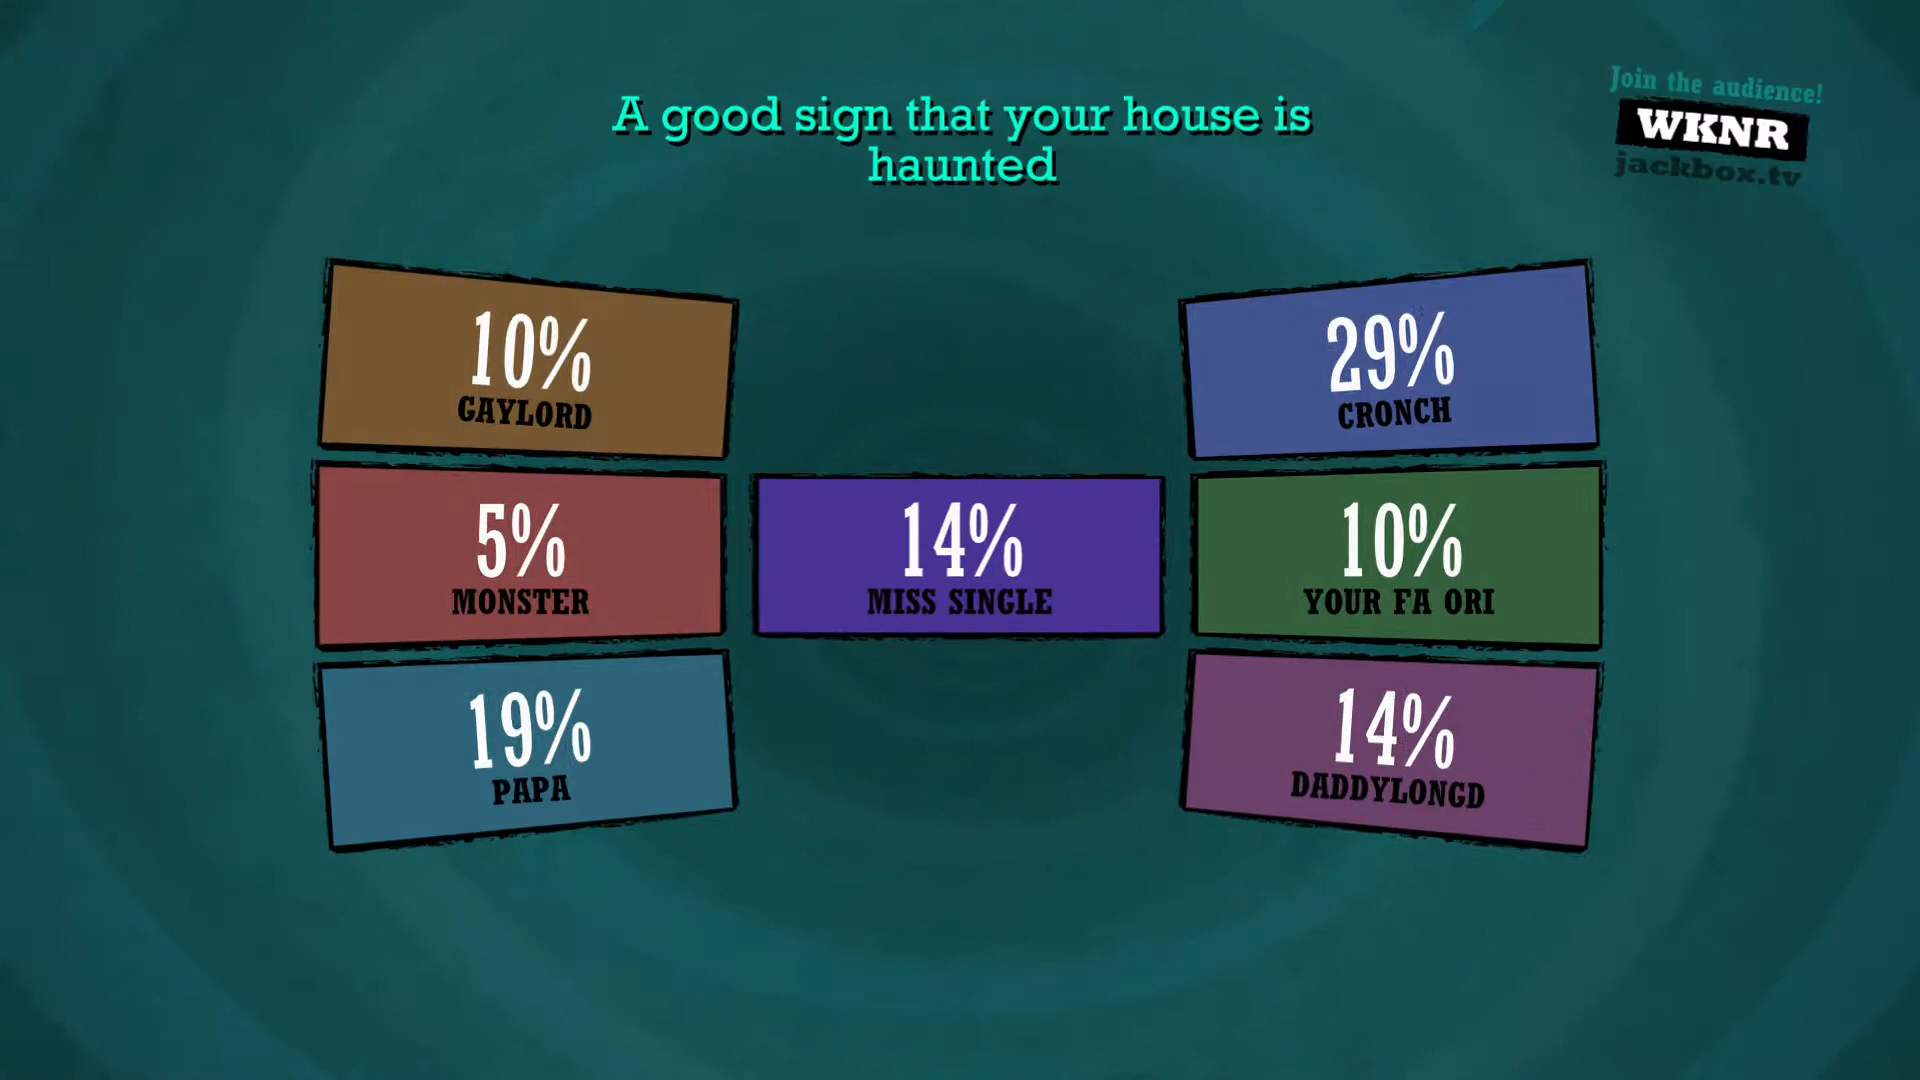 A good sign that your house is
haunted
Join the audience!
WKNR
jackbox.tv
10%
GAYLORD
29%
CRONCH
5%
MONSTER
14%
MISS SINGLE
10%
YOUR FA ORI
19%
PAPA
14%
DADDYLONGD